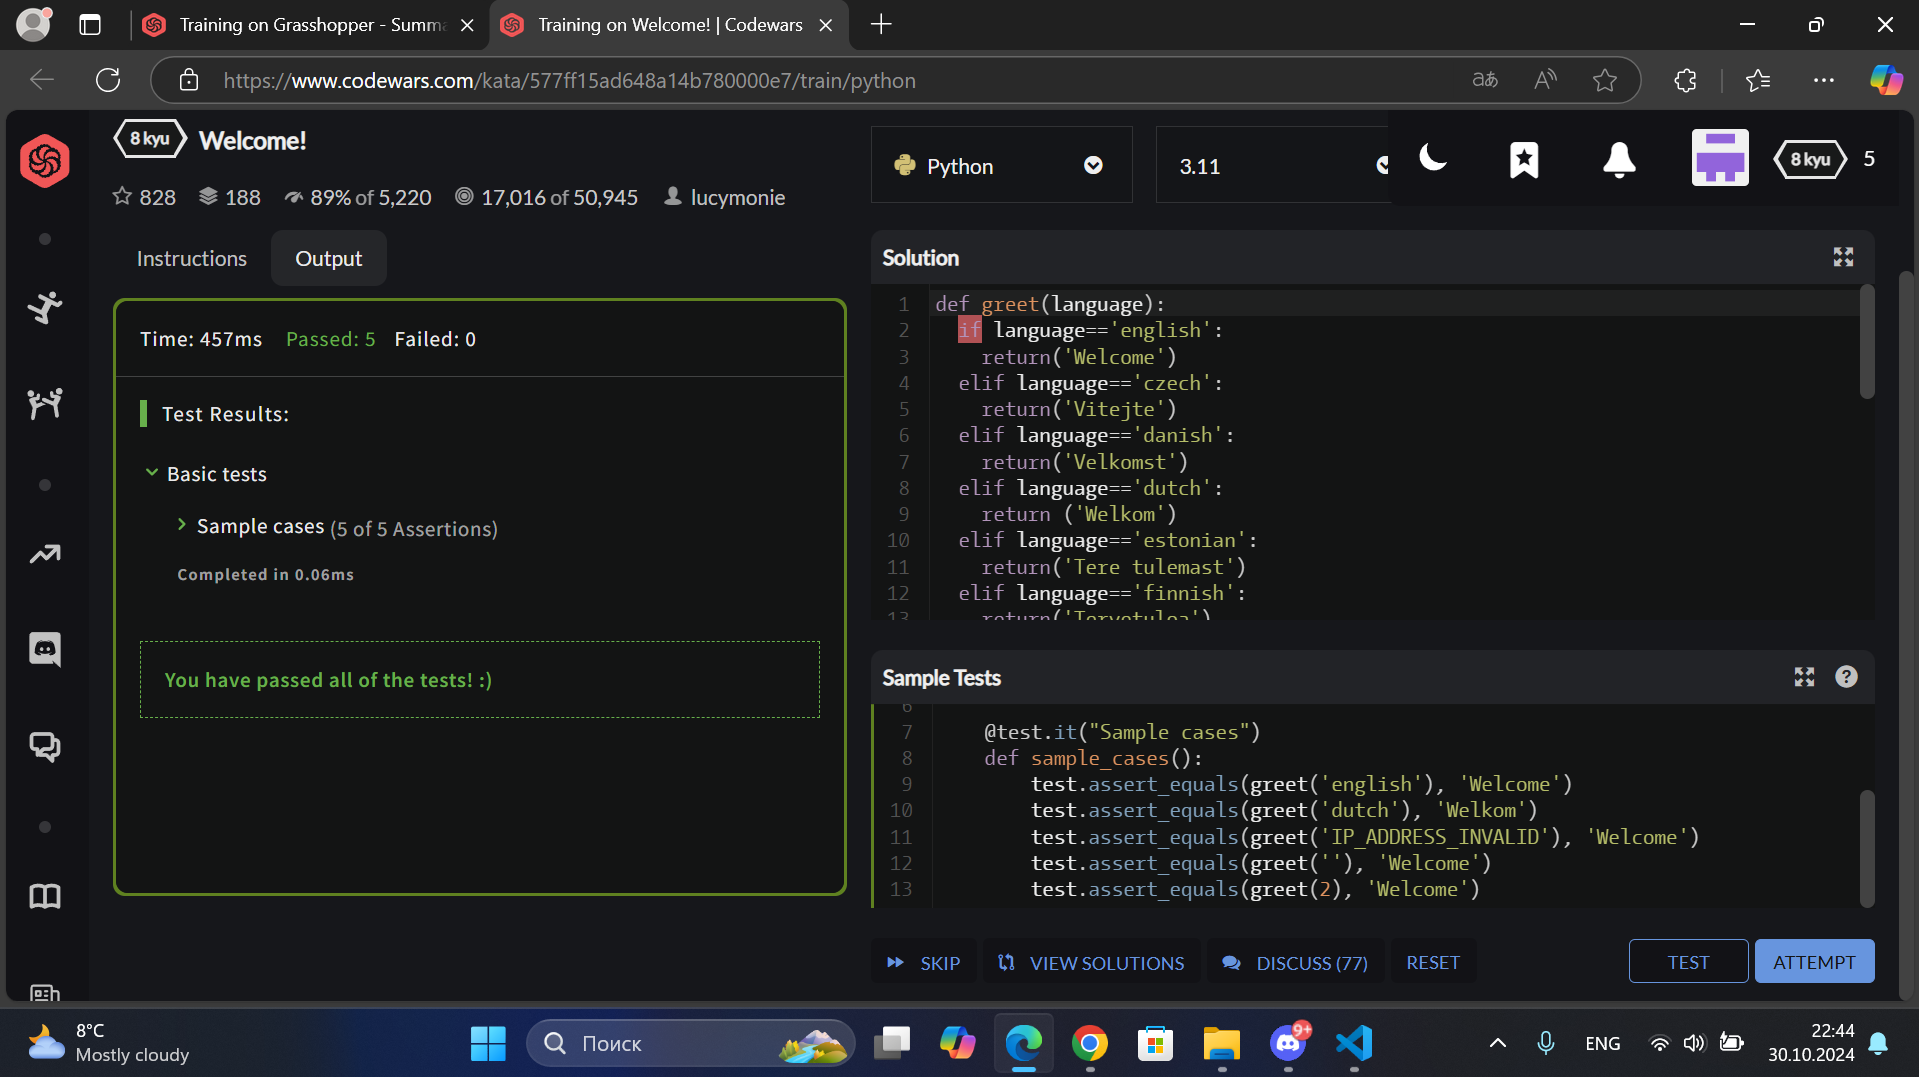 Training on Grasshopper - Summa
Training on Welcome! | Codewars
https://www.codewars.com/kata/577ff15ad648a14b780000e7/train/python
8 kyu
Welcome!
828
188
89% of 5,220
17,016 of 50,945
lucymonie
Python
3.11
8 kyu
5
Instructions
Output
Time: 457ms Passed: 5 Failed: 0
Test Results:
Basic tests
Sample cases (5 of 5 Assertions)
Completed in 0.06ms
You have passed all of the tests! :)
Solution
1 def greet(language):
2 if language=='english':
3 return('Welcome')
4 elif language=='czech':
5 return('Vitejte')
6 elif language=='danish':
7 return('Velkomst')
8 elif language=='dutch':
9 return ('Welkom')
10 elif language=='estonian':
11 return('Tere tulemast')
12 elif language=='finnish':
13 return('Tervetuloa')
Sample Tests
6
7 @test.it("Sample cases")
8 def sample_cases():
9 test.assert_equals(greet('english'), 'Welcome')
10 test.assert_equals(greet('dutch'), 'Welkom')
11 test.assert_equals(greet('IP_ADDRESS_INVALID'), 'Welcome')
12 test.assert_equals(greet(''), 'Welcome')
13 test.assert_equals(greet(2), 'Welcome')
SKIP
VIEW SOLUTIONS
DISCUSS (77)
RESET
TEST
ATTEMPT
8°C
Mostly cloudy
Поиск
9+
ENG
22:44
30.10.2024